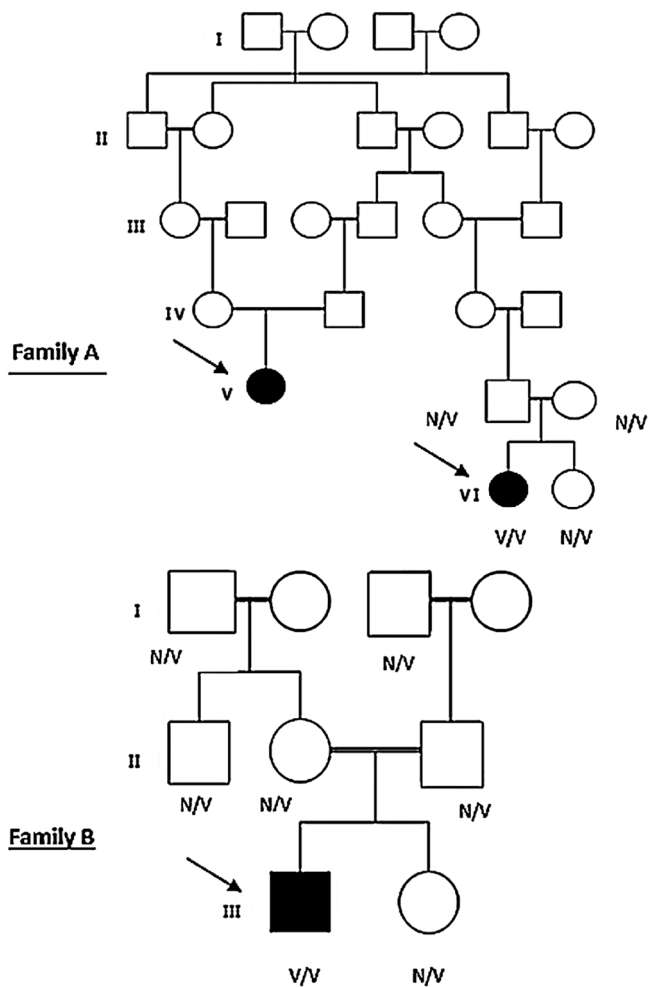 I
II
III
IV
Family A
V
N/V
N/V
VI
V/V N/V
I
N/V
N/V
II
N/V N/V N/V
Family B
III
V/V N/V